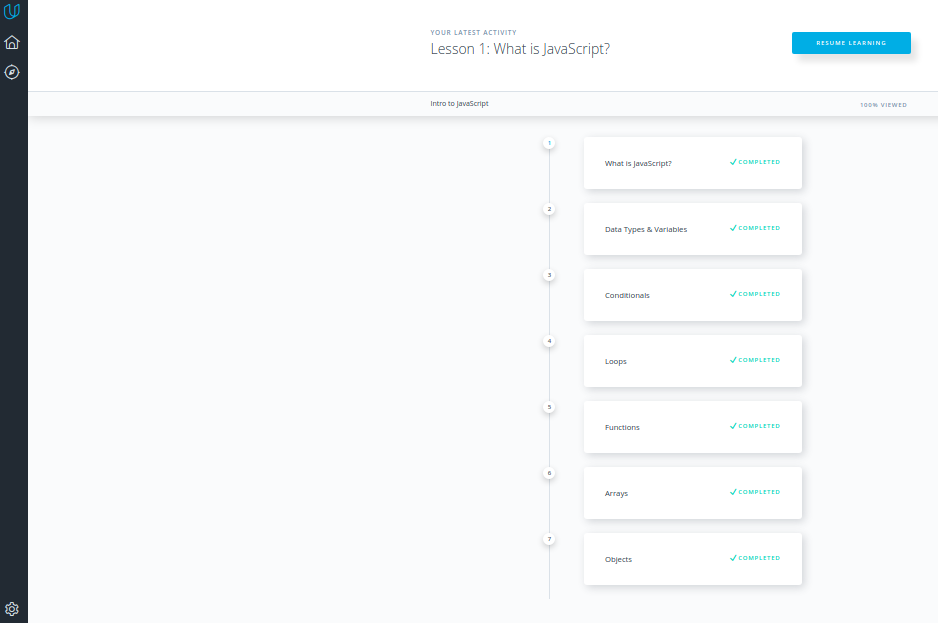 YOUR LATEST ACTIVITY
Lesson 1: What is JavaScript?
RESUME LEARNING
Intro to JavaScript
100% VIEWED
1
What is JavaScript?
COMPLETED
2
Data Types & Variables
COMPLETED
3
Conditionals
COMPLETED
4
Loops
COMPLETED
5
Functions
COMPLETED
6
Arrays
COMPLETED
7
Objects
COMPLETED